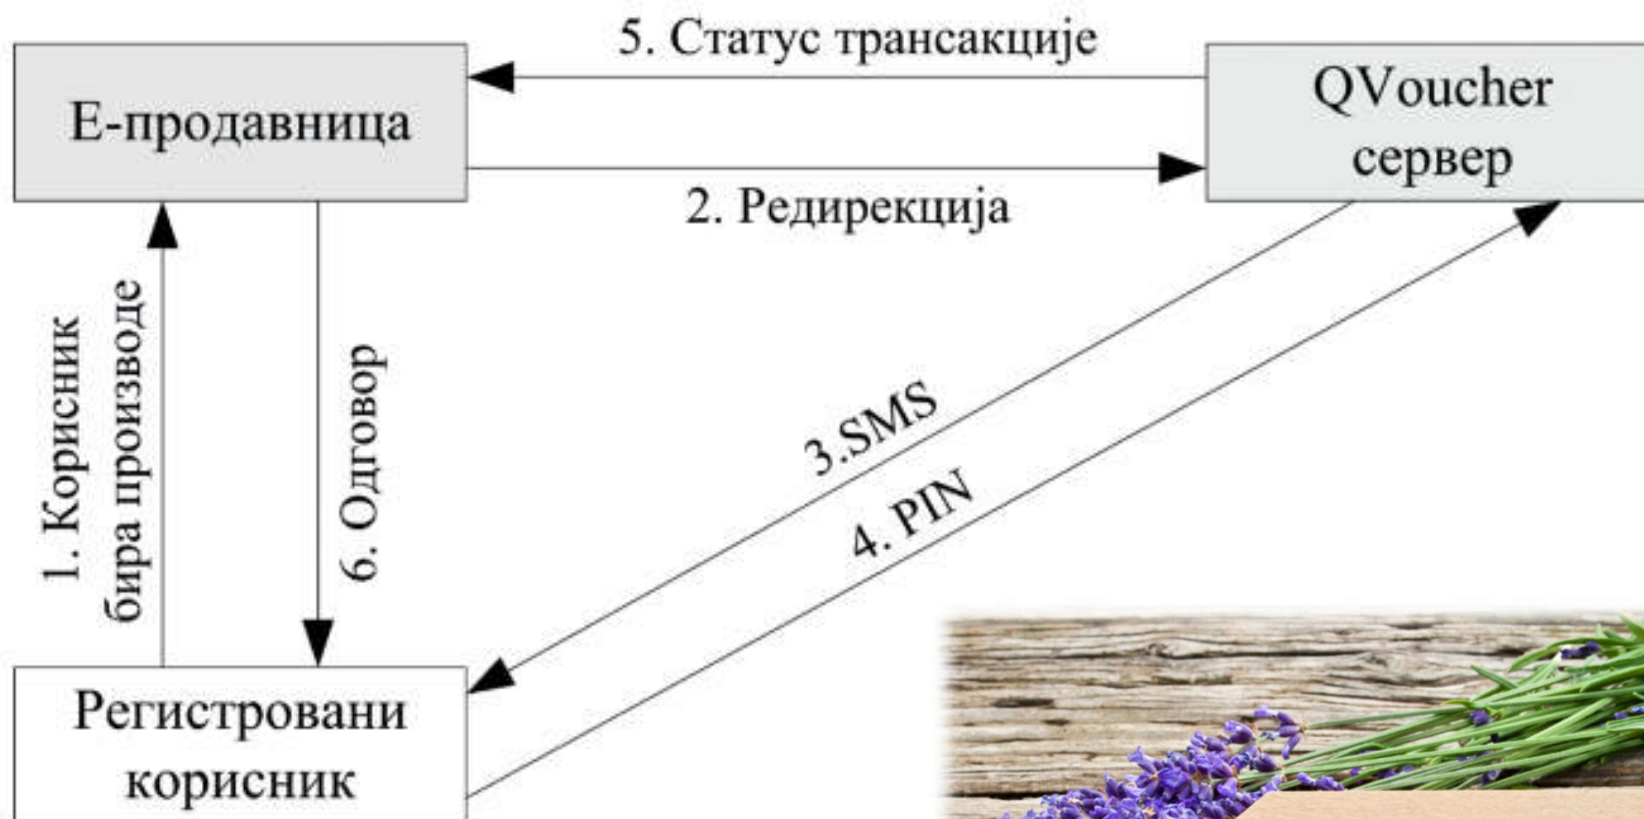 5. Статус трансакције
Е-продавница
QVoucher
сервер
2. Редирекција
1. Корисник
бира производе
6. Одговор
3.SMS
4. PIN
Регистровани
корисник